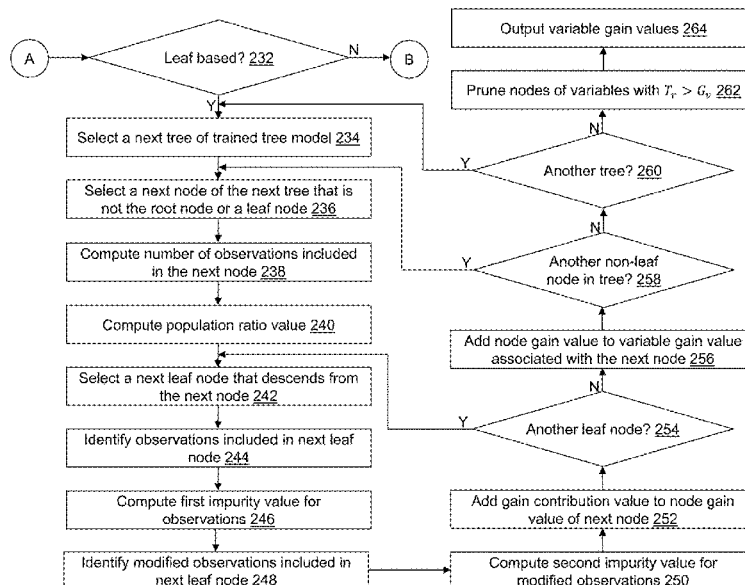 A
Leaf based? 232
N
B
Y
Select a next tree of trained tree model 234
Select a next node of the next tree that is
not the root node or a leaf node 236
Compute number of observations included
in the next node 238
Compute population ratio value 240
Select a next leaf node that descends from
the next node 242
Identify observations included in next leaf
node 244
Compute first impurity value for
observations 246
Identify modified observations included in
next leaf node 248
Compute second impurity value for
modified observations 250
Add gain contribution value to node gain
value of next node 252
Another leaf node? 254
Y
N
Add node gain value to variable gain value
associated with the next node 256
Another non-leaf
node in tree? 258
Y
N
Another tree? 260
Y
N
Prune nodes of variables with Tr > Gv 262
Output variable gain values 264